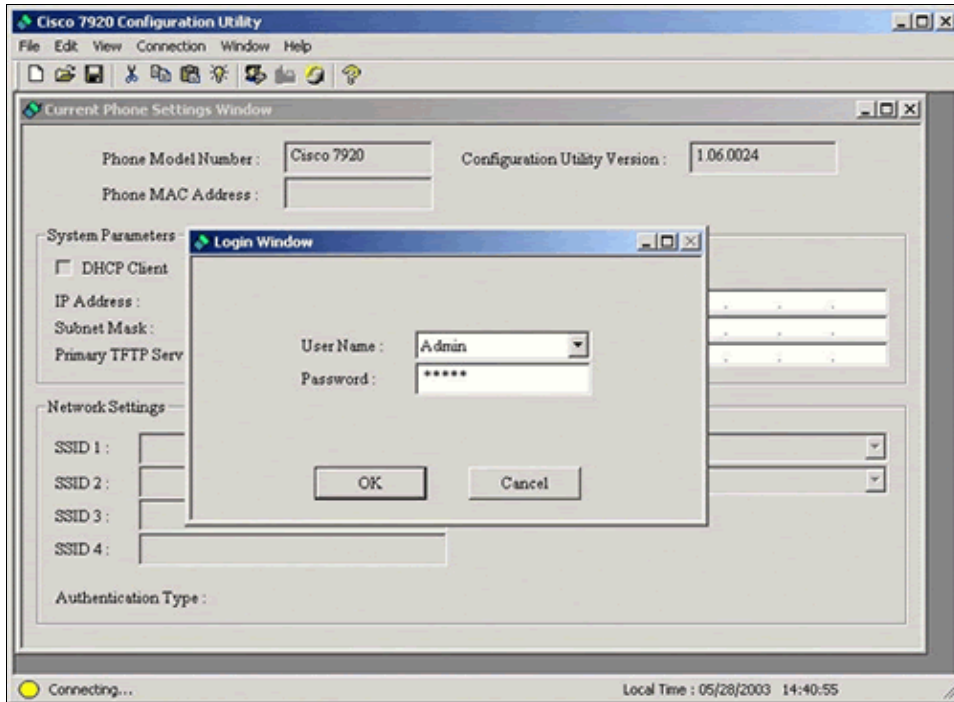 Cisco 7920 Configuration Utility
File Edit View Connection Window Help
Current Phone Settings Window
Phone Model Number : Cisco 7920 Configuration Utility Version : 1.06.0024
Phone MAC Address :
System Parameters
Login Window
DHCP Client
IP Address :
Subnet Mask :
Primary TFTP Serv
User Name : Admin
Password : *****
Network Settings
SSID 1 :
SSID 2 :
OK Cancel
SSID 3 :
SSID 4 :
Authentication Type :
Connecting... Local Time : 05/28/2003 14:40:55